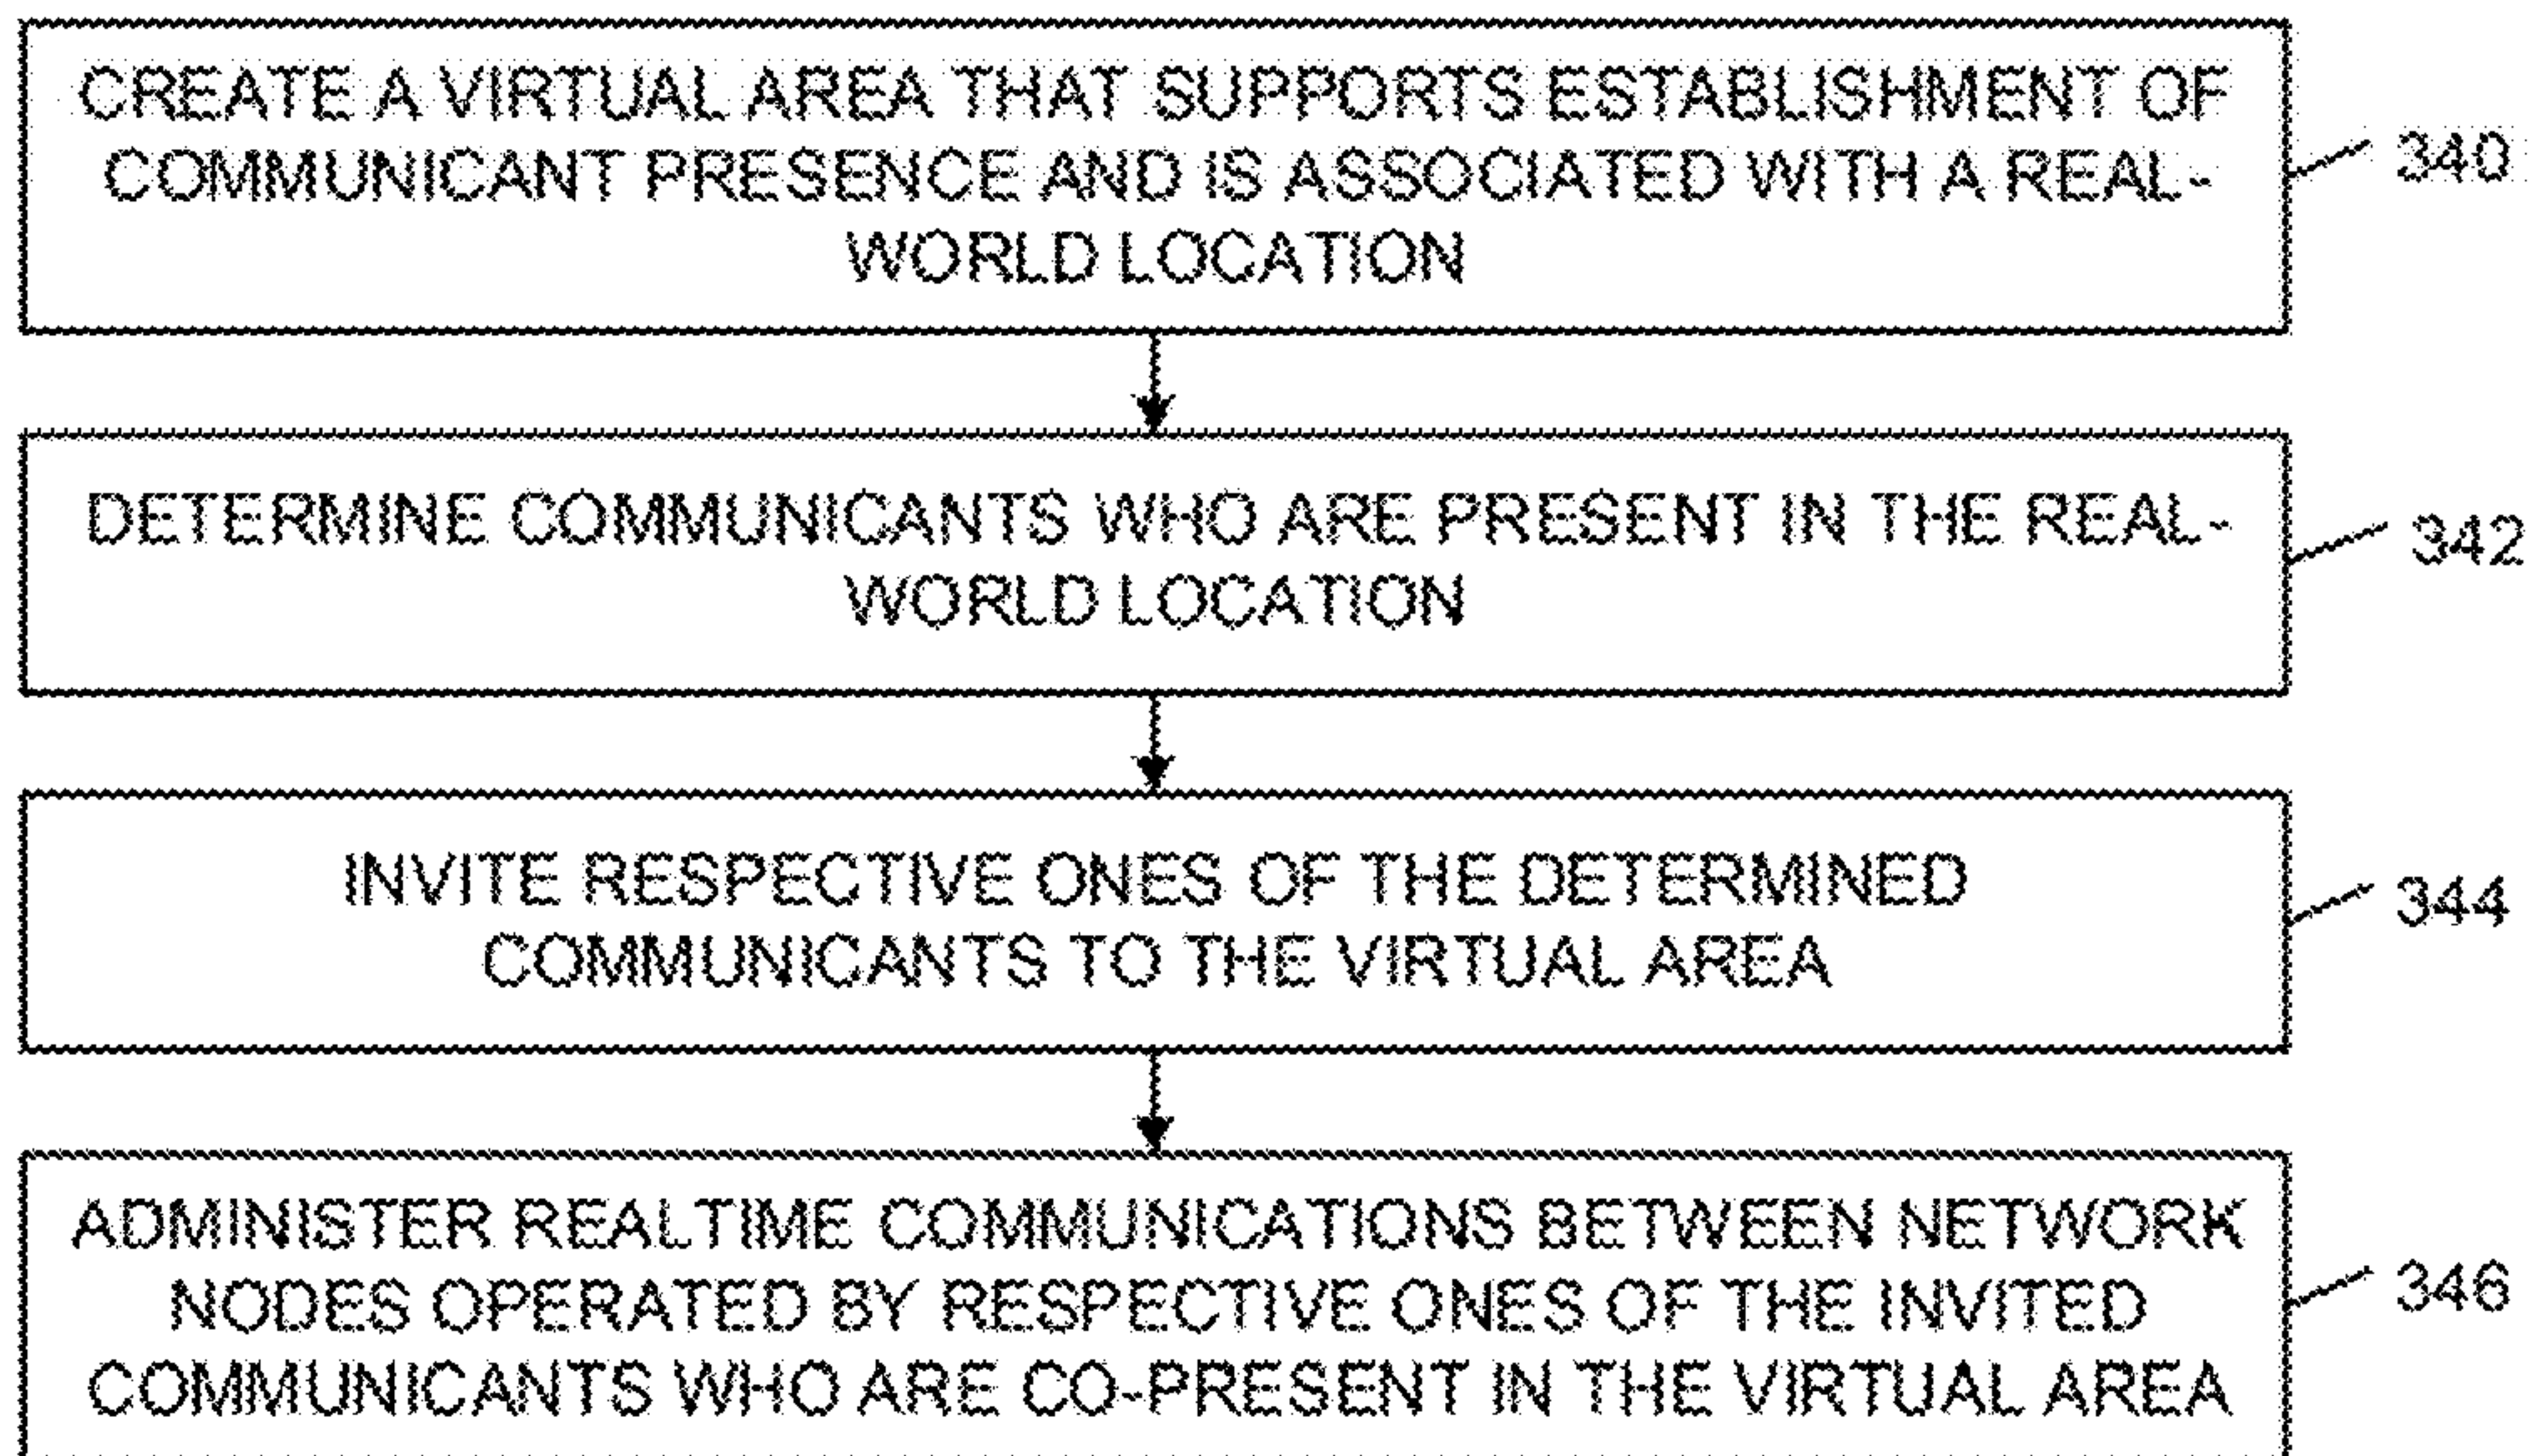 CREATE A VIRTUAL AREA THAT SUPPORTS ESTABLISHMENT OF
COMMUNICANT PRESENCE AND IS ASSOCIATED WITH A REAL-
WORLD LOCATION
340
DETERMINE COMMUNICANTS WHO ARE PRESENT IN THE REAL-
WORLD LOCATION
342
INVITE RESPECTIVE ONES OF THE DETERMINED
COMMUNICANTS TO THE VIRTUAL AREA
344
ADMINISTER REALTIME COMMUNICATIONS BETWEEN NETWORK
NODES OPERATED BY RESPECTIVE ONES OF THE INVITED
COMMUNICANTS WHO ARE CO-PRESENT IN THE VIRTUAL AREA
346